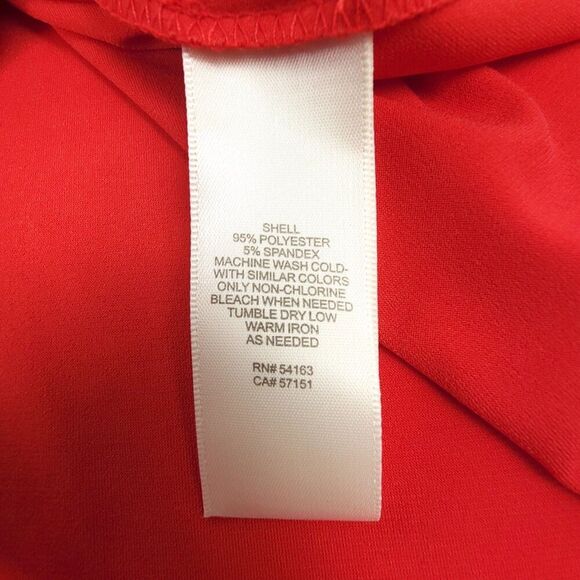 SHELL
95% POLYESTER
5% SPANDEX
MACHINE WASH COLD-
WITH SIMILAR COLORS
ONLY NON-CHLORINE
BLEACH WHEN NEEDED
TUMBLE DRY LOW
WARM IRON
AS NEEDED
RN# 54163
CA# 57151